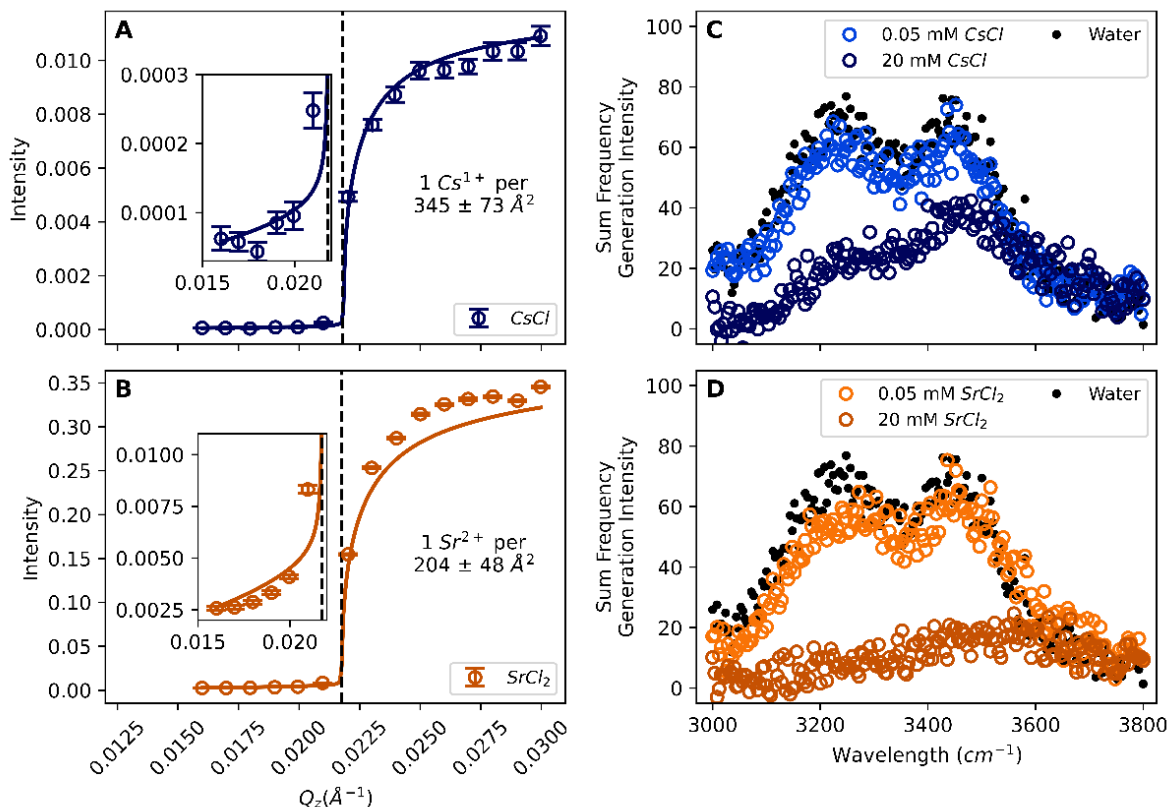 A
Intensity
0.010
0.008
0.006
0.004
0.002
0.000
0.0003
0.0002
0.0001
0.015
0.020
1 Cs¹⁺ per
345 ± 73 Å²
CsCl
B
Intensity
0.35
0.30
0.25
0.20
0.15
0.10
0.05
0.00
0.0100
0.0075
0.0050
0.0025
0.015
0.020
1 Sr²⁺ per
204 ± 48 Å²
SrCl₂
0.0125
0.0150
0.0175
0.0200
0.0225
0.0250
0.0275
0.0300
Q_z(Å⁻¹)
C
Sum Frequency
Generation Intensity
100
80
60
40
20
0
0.05 mM CsCl
20 mM CsCl
Water
D
Sum Frequency
Generation Intensity
100
80
60
40
20
0
0.05 mM SrCl₂
20 mM SrCl₂
Water
3000
3200
3400
3600
3800
Wavelength (cm⁻¹)